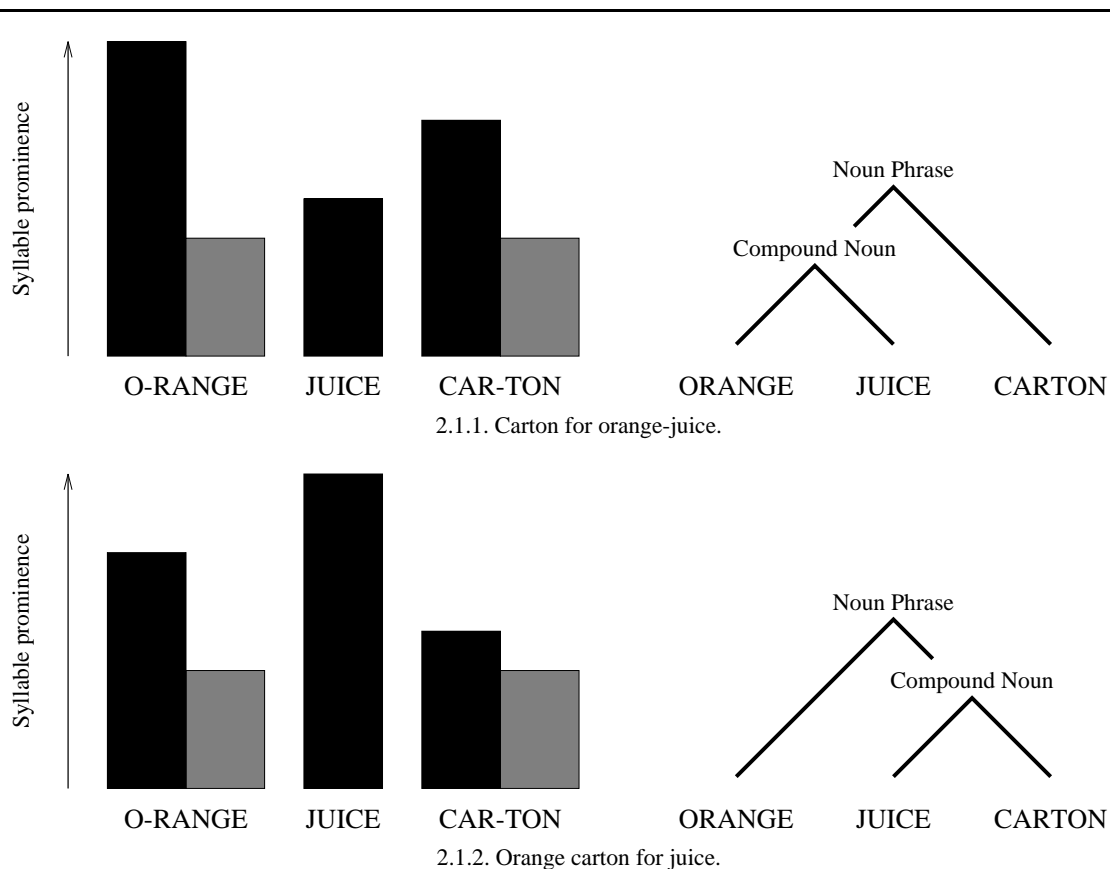 Syllable prominence
Noun Phrase
Compound Noun
O-RANGE JUICE CAR-TON ORANGE JUICE CARTON
2.1.1. Carton for orange-juice.
Syllable prominence
Noun Phrase
Compound Noun
O-RANGE JUICE CAR-TON ORANGE JUICE CARTON
2.1.2. Orange carton for juice.